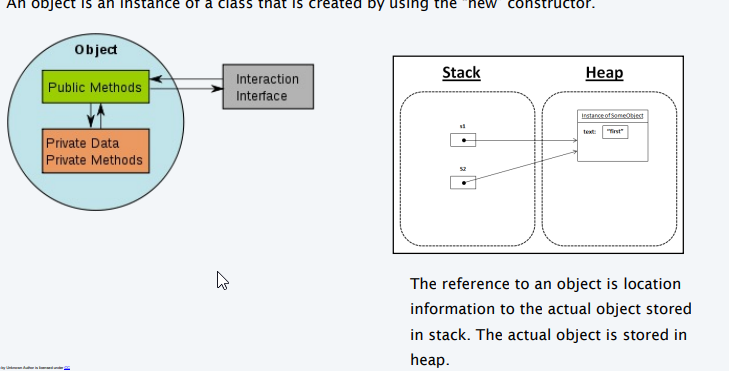 An object is an instance of a class that is created by using the "new" constructor.
Object
Public Methods
Private Data
Private Methods
Interaction
Interface
Stack
Heap
s1
s2
Instance of SomeObject
text: "first"
The reference to an object is location
information to the actual object stored
in stack. The actual object is stored in
heap.
by Unknown Author is licensed under CC